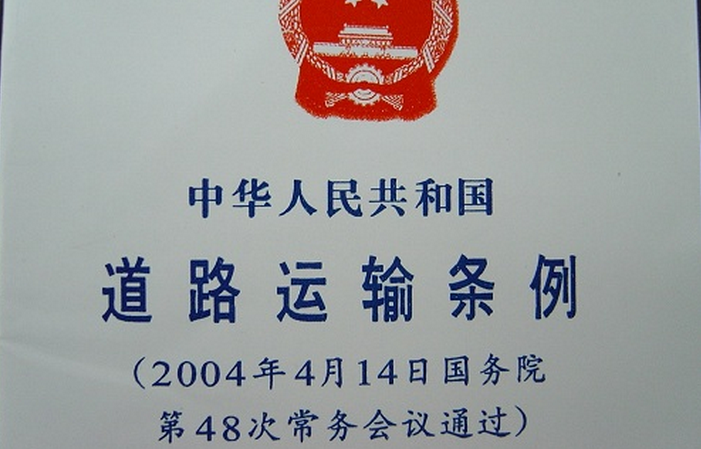 中华人民共和国
道路运输条例
（2004年4月14日国务院
第48次常务会议通过）